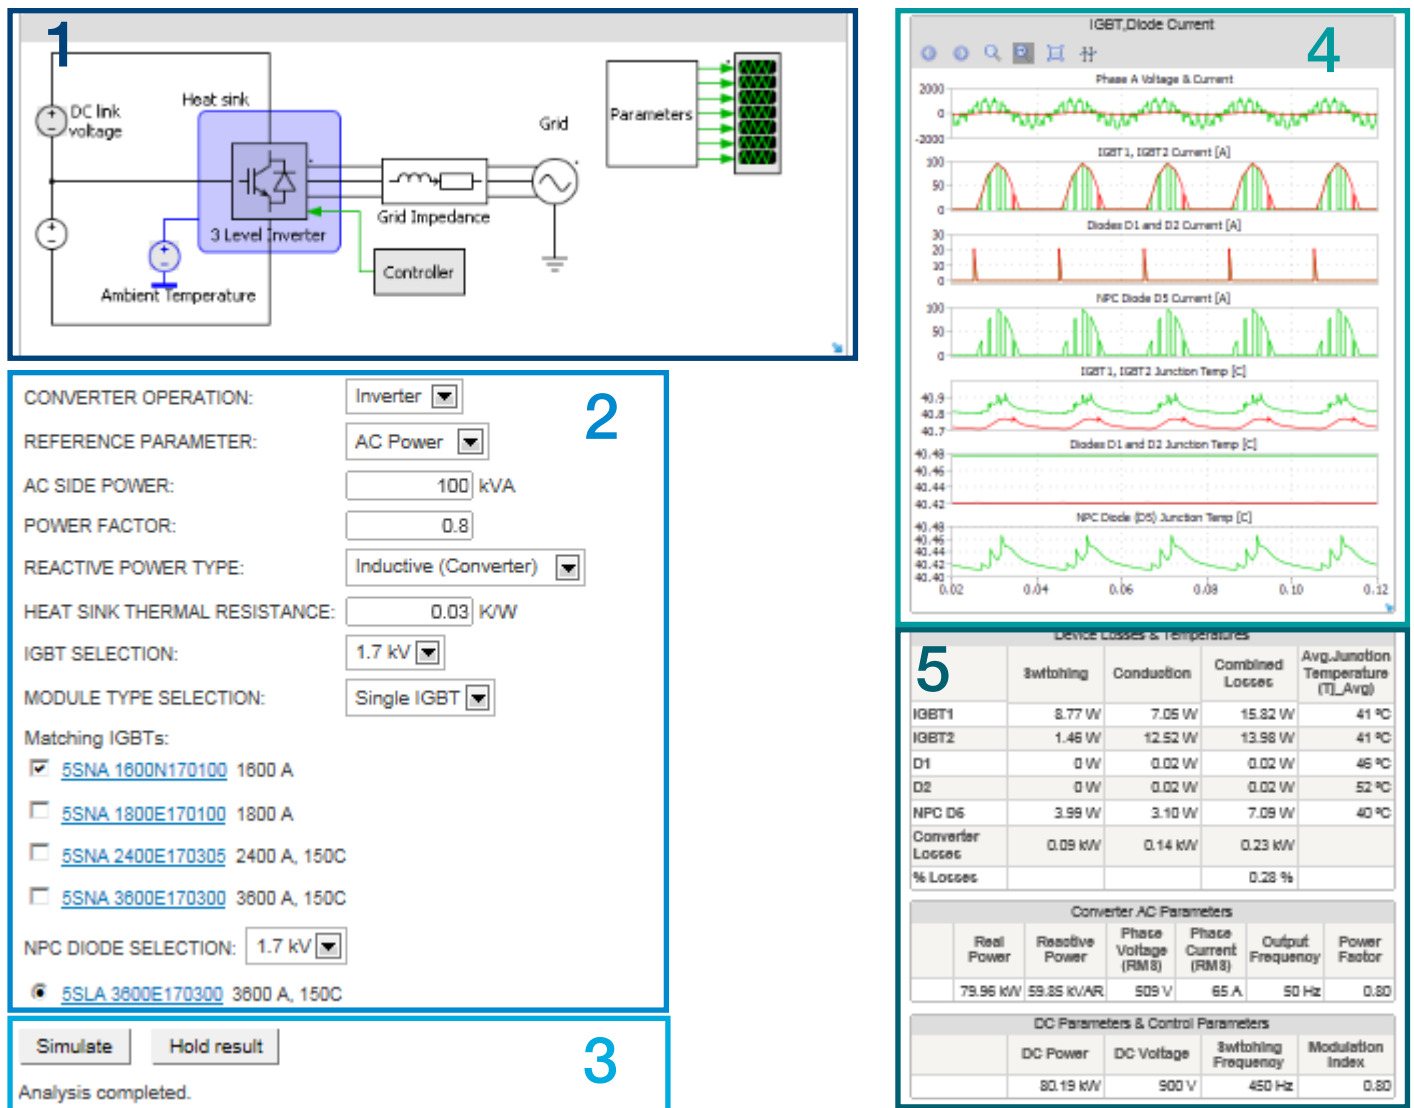 1
DC link
voltage
Heat sink
3 Level Inverter
Ambient Temperature
Grid Impedance
Grid
Controller
Parameters
2
CONVERTER OPERATION: Inverter
REFERENCE PARAMETER: AC Power
AC SIDE POWER: 100 kVA
POWER FACTOR: 0.8
REACTIVE POWER TYPE: Inductive (Converter)
HEAT SINK THERMAL RESISTANCE: 0.03 K/W
IGBT SELECTION: 1.7 kV
MODULE TYPE SELECTION: Single IGBT
Matching IGBTs:
5SNA 1600N170100 1600 A
5SNA 1800E170100 1800 A
5SNA 2400E170305 2400 A, 150C
5SNA 3600E170300 3600 A, 150C
NPC DIODE SELECTION: 1.7 kV
5SLA 3600E170300 3600 A, 150C
3
Simulate Hold result
Analysis completed.
4
IGBT,Diode Current
Phase A Voltage & Current
2000
0
-2000
IGBT1, IGBT2 Current [A]
100
50
0
Diodes D1 and D2 Current [A]
30
20
10
0
NPC Diode D5 Current [A]
100
50
0
IGBT1, IGBT2 Junction Temp [C]
40.9
40.8
40.7
Diodes D1 and D2 Junction Temp [C]
40.48
40.46
40.44
40.42
NPC Diode (D5) Junction Temp [C]
40.48
40.46
40.44
40.42
40.40
0.02 0.04 0.06 0.08 0.10 0.12
5
Device Losses & Temperatures
Switching Conduction Combined Losses Avg.Junction Temperature (Tj_Avg)
IGBT1 8.77 W 7.05 W 15.82 W 41 ºC
IGBT2 1.46 W 12.52 W 13.98 W 41 ºC
D1 0 W 0.02 W 0.02 W 46 ºC
D2 0 W 0.02 W 0.02 W 52 ºC
NPC D5 3.99 W 3.10 W 7.09 W 40 ºC
Converter Losses 0.09 kW 0.14 kW 0.23 kW
% Losses 0.28 %
Converter AC Parameters
Real Power Reactive Power Phase Voltage (RMS) Phase Current (RMS) Output Frequency Power Factor
79.96 kW 59.85 kVAR 509 V 65 A 50 Hz 0.80
DC Parameters & Control Parameters
DC Power DC Voltage Switching Frequency Modulation Index
80.19 kW 900 V 450 Hz 0.80